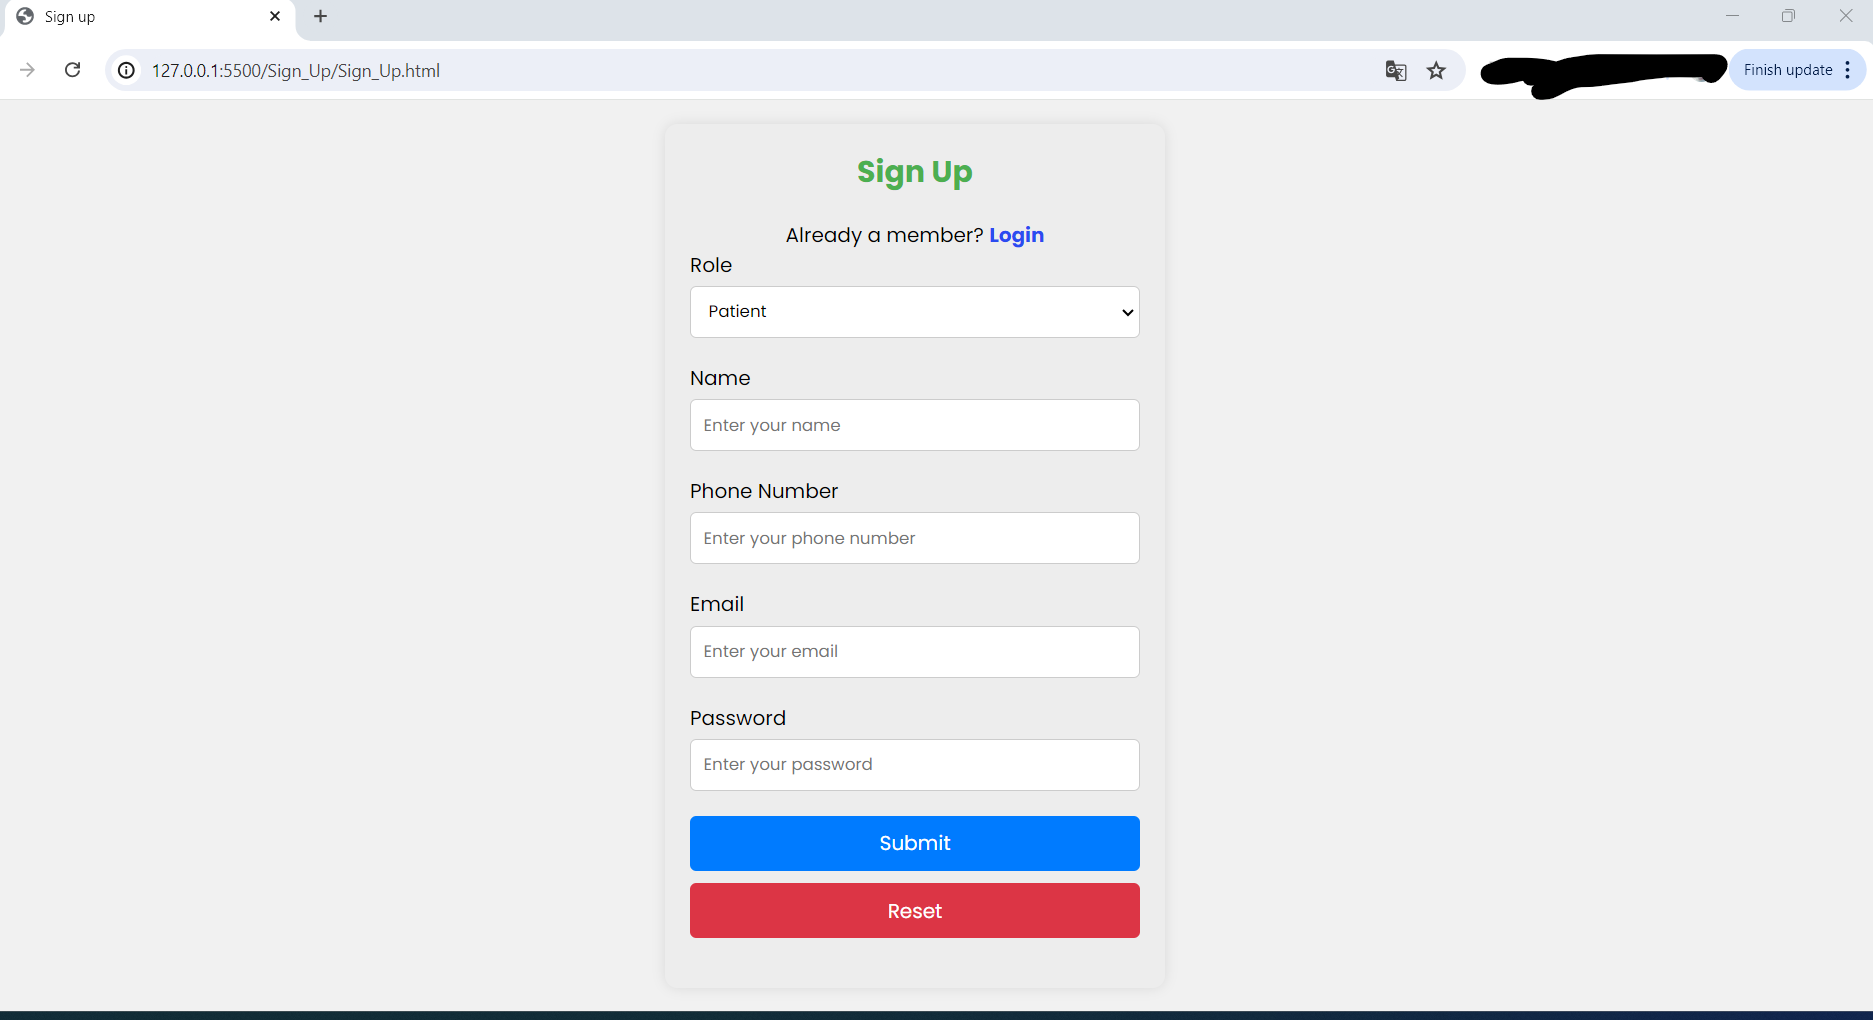 Sign up
127.0.0.1:5500/Sign_Up/Sign_Up.html
Finish update
Sign Up
Already a member? Login
Role
Patient
Name
Enter your name
Phone Number
Enter your phone number
Email
Enter your email
Password
Enter your password
Submit
Reset